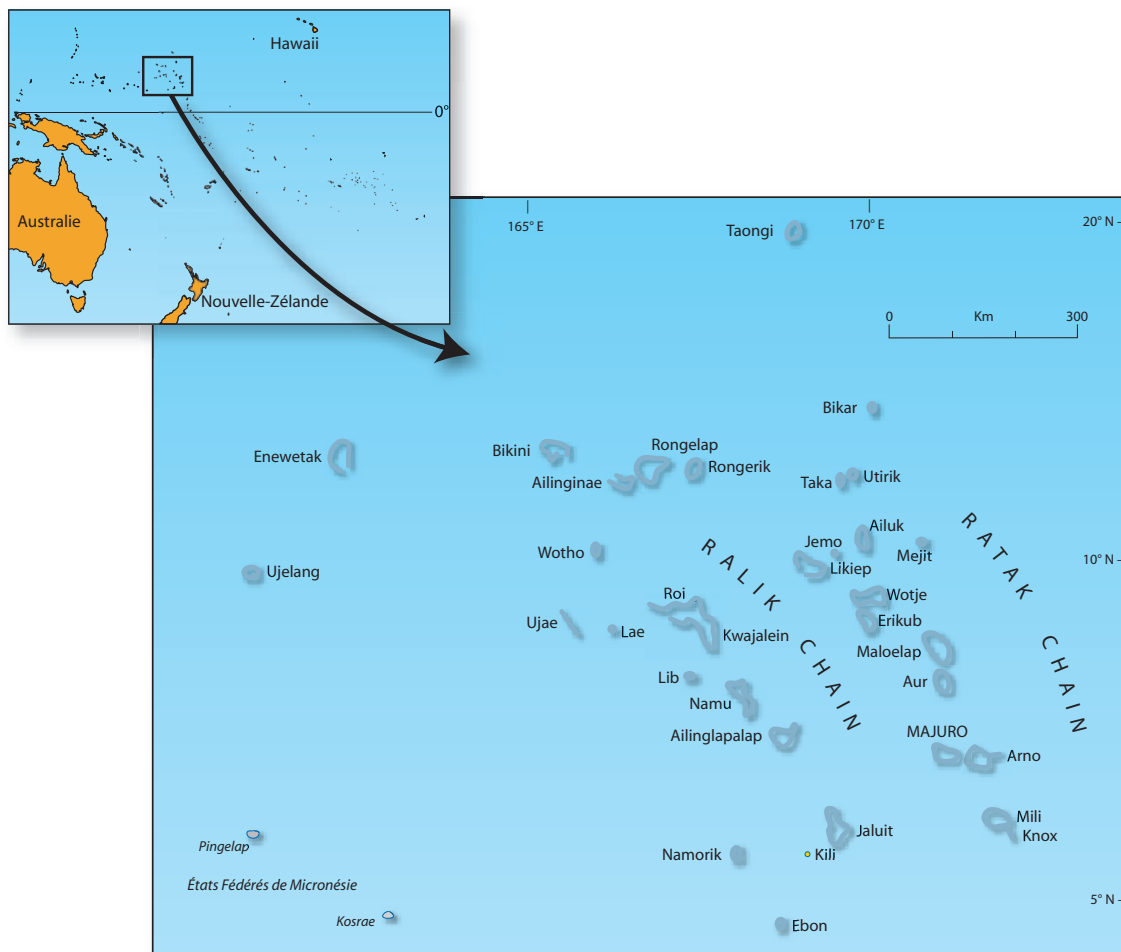 Hawaii
0°
Australie
Nouvelle-Zélande
165° E
170° E
20° N
Taongi
0 Km 300
Bikar
Enewetak
Bikini
Rongelap
Rongerik
Ailinginae
Taka
Utirik
Ailuk
Jemo
Mejit
Likiep
Wotho
10° N
Ujelang
RALIK CHAIN
RATAK CHAIN
Roi
Wotje
Ujae
Lae
Kwajalein
Erikub
Maloelap
Lib
Aur
Namu
Ailinglapalap
MAJURO
Arno
Mili
Knox
Jaluit
Pingelap
Namorik
Kili
États Fédérés de Micronésie
Kosrae
Ebon
5° N